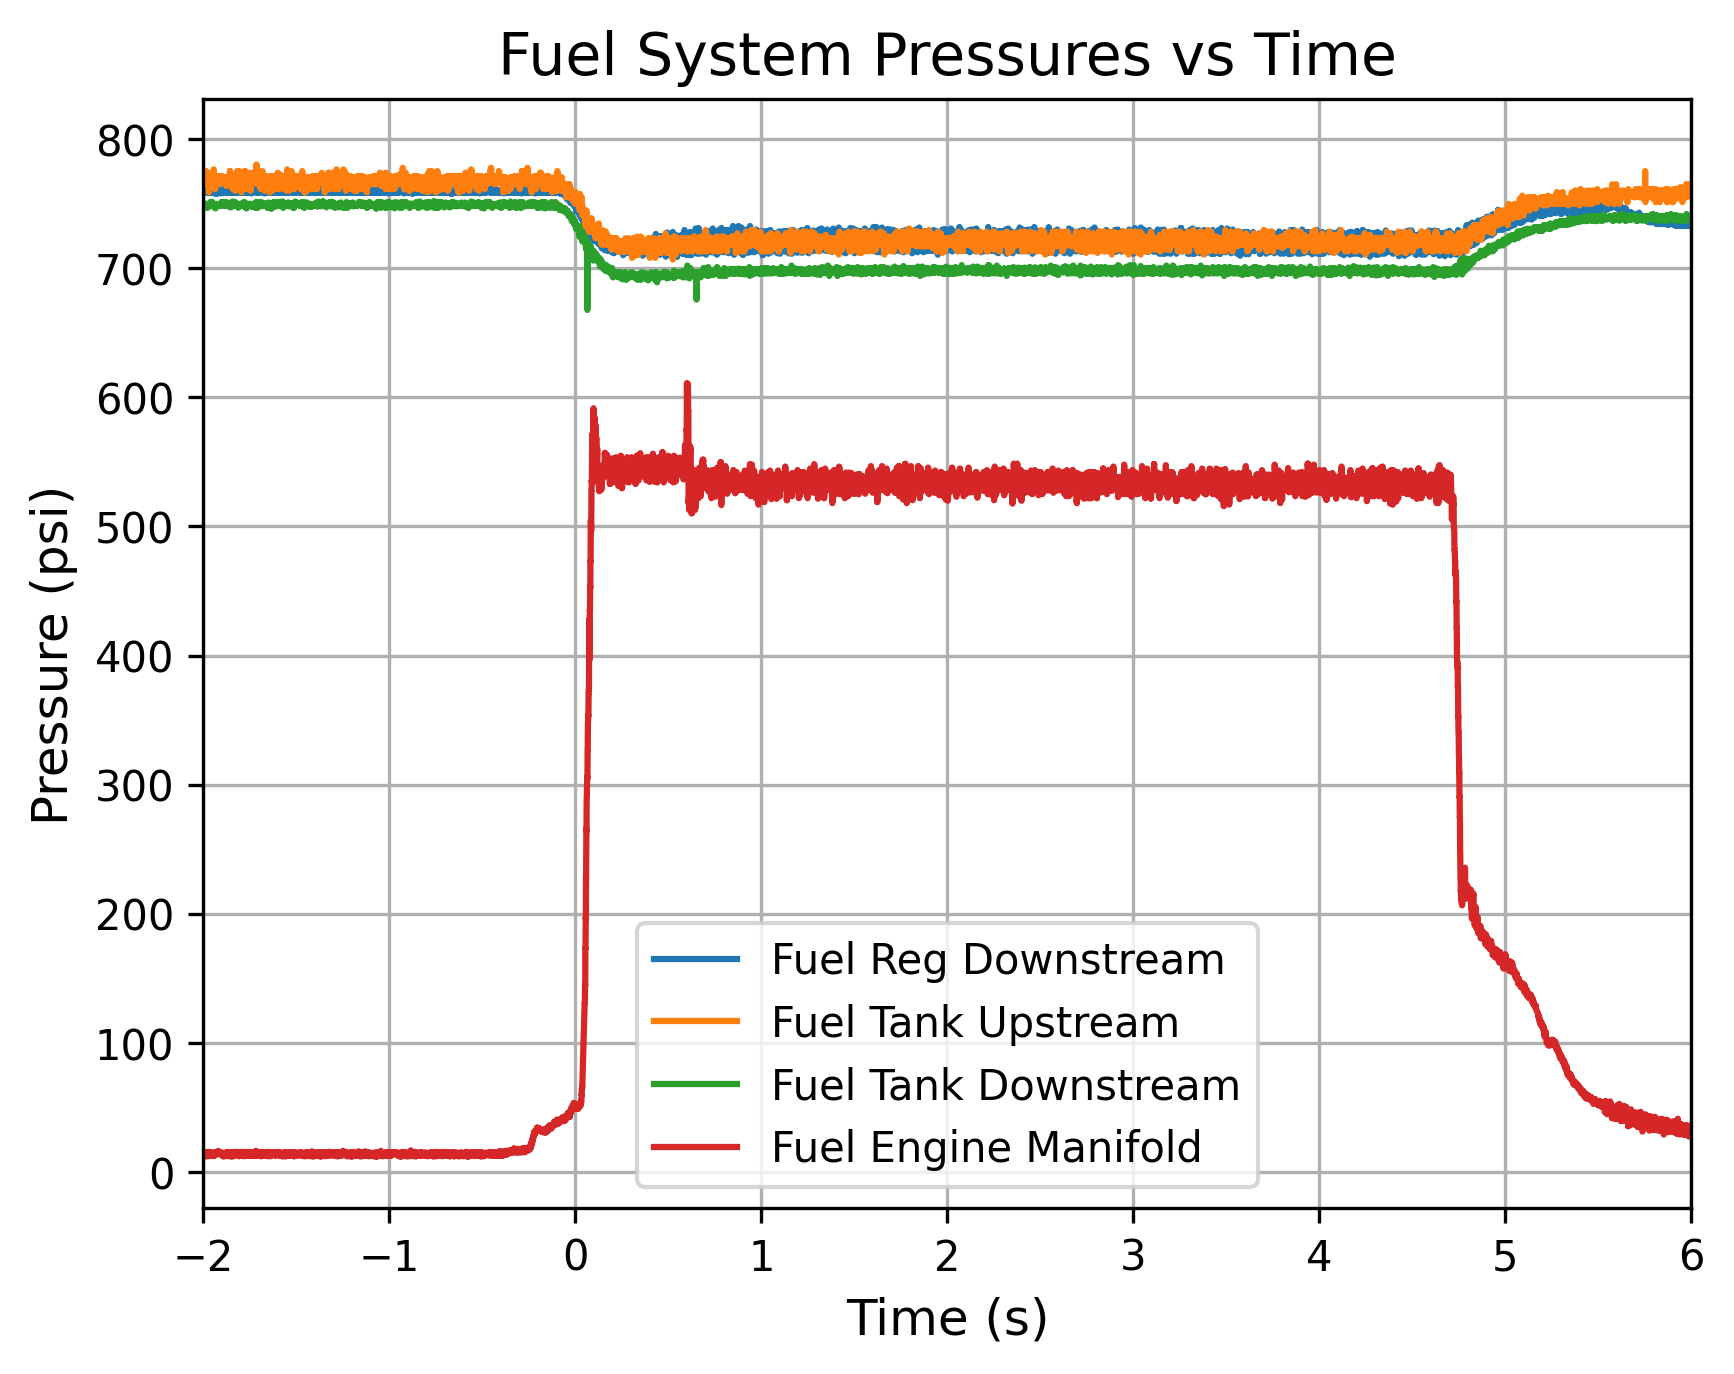 Fuel System Pressures vs Time
Pressure (psi)
800
700
600
500
400
300
200
100
0
Fuel Reg Downstream
Fuel Tank Upstream
Fuel Tank Downstream
Fuel Engine Manifold
−2 −1 0 1 2 3 4 5 6
Time (s)